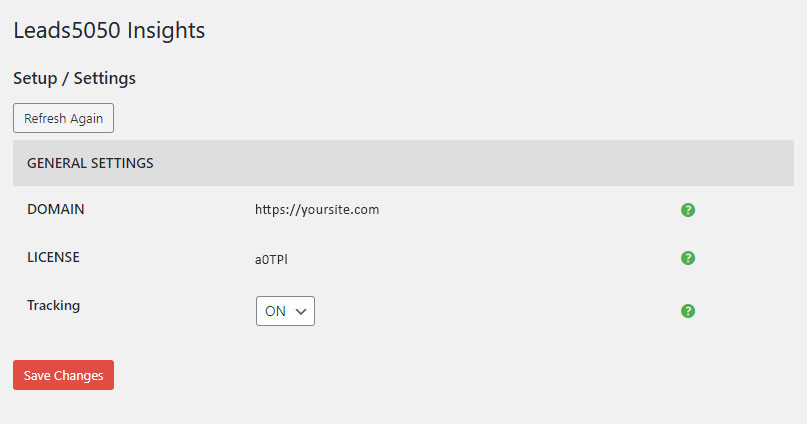 Leads5050 Insights
Setup / Settings
Refresh Again
GENERAL SETTINGS
DOMAIN https://yoursite.com ?
LICENSE a0TPl ?
Tracking ON ?
Save Changes